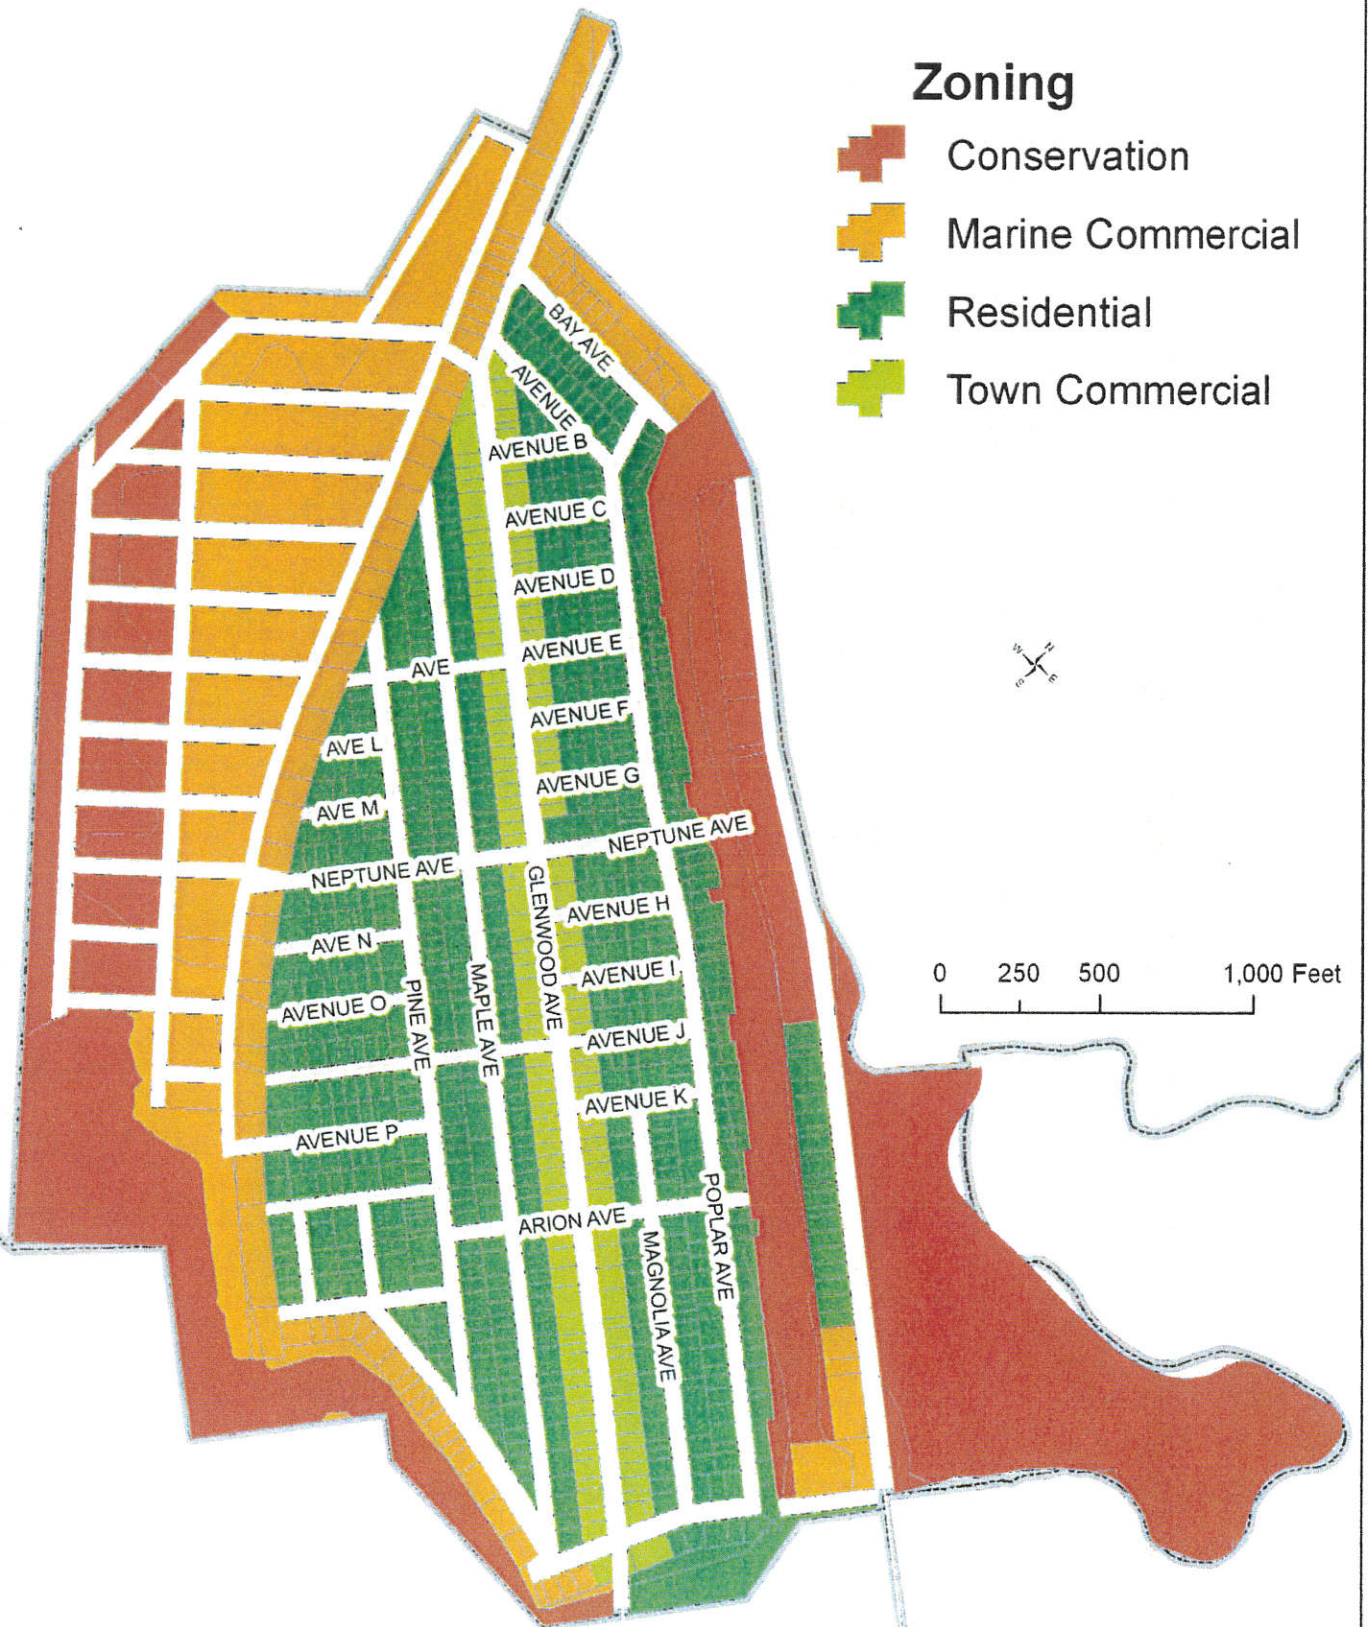 Zoning
Conservation
Marine Commercial
Residential
Town Commercial
BAY AVE
AVENUE
AVENUE B
AVENUE C
AVENUE D
AVENUE E
AVE
AVENUE F
AVE L
AVENUE G
AVE M
NEPTUNE AVE
NEPTUNE AVE
GLENWOOD AVE
AVENUE H
AVE N
AVENUE I
AVENUE O
PINE AVE
MAPLE AVE
AVENUE J
AVENUE K
AVENUE P
ARION AVE
POPLAR AVE
MAGNOLIA AVE
W N
S E
0 250 500 1,000 Feet